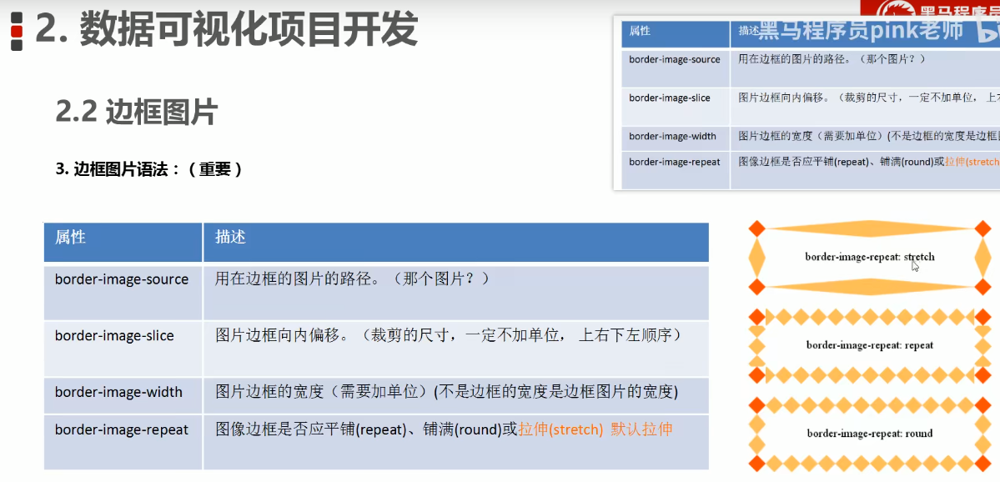 2. 数据可视化项目开发
黑马程序员
黑马程序员pink老师
属性 描述
border-image-source 用在边框的图片的路径。（那个图片？）
border-image-slice 图片边框向内偏移。（裁剪的尺寸，一定不加单位， 上
border-image-width 图片边框的宽度（需要加单位）(不是边框的宽度是边框
border-image-repeat 图像边框是否应平铺(repeat)、铺满(round)或拉伸(stretch
2.2 边框图片
3. 边框图片语法：（重要）
属性 描述
border-image-source 用在边框的图片的路径。（那个图片？）
border-image-slice 图片边框向内偏移。（裁剪的尺寸，一定不加单位， 上右下左顺序）
border-image-width 图片边框的宽度（需要加单位）(不是边框的宽度是边框图片的宽度)
border-image-repeat 图像边框是否应平铺(repeat)、铺满(round)或拉伸(stretch) 默认拉伸
border-image-repeat: stretch
border-image-repeat: repeat
border-image-repeat: round